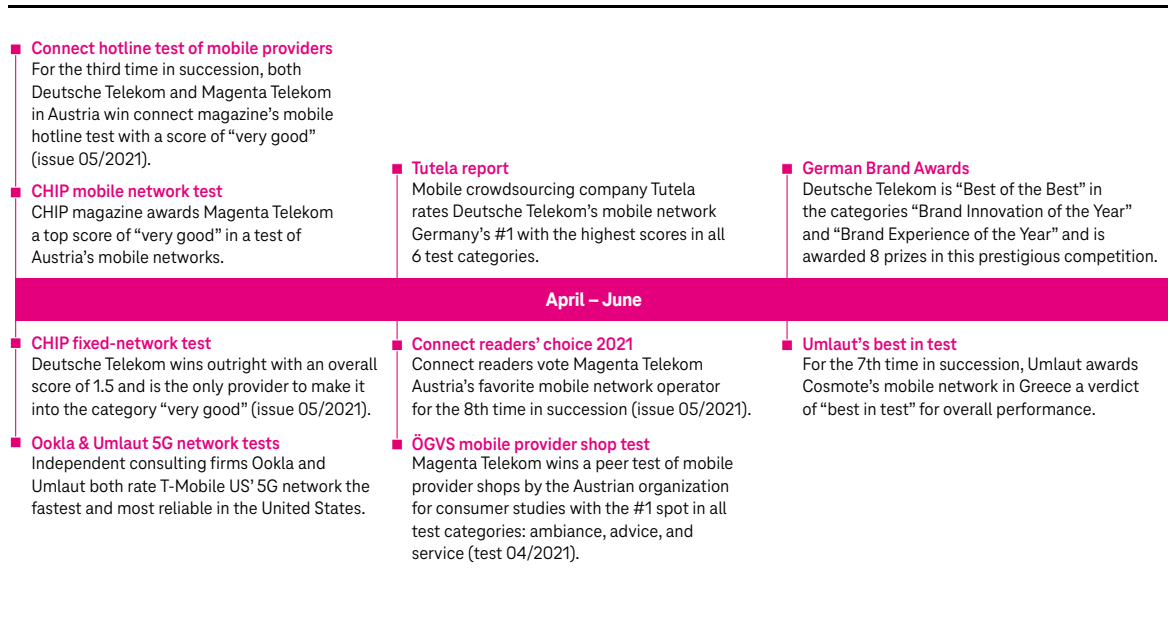 Connect hotline test of mobile providers
For the third time in succession, both
Deutsche Telekom and Magenta Telekom
in Austria win connect magazine’s mobile
hotline test with a score of “very good”
(issue 05/2021).
CHIP mobile network test
CHIP magazine awards Magenta Telekom
a top score of “very good” in a test of
Austria’s mobile networks.
Tutela report
Mobile crowdsourcing company Tutela
rates Deutsche Telekom’s mobile network
Germany’s #1 with the highest scores in all
6 test categories.
German Brand Awards
Deutsche Telekom is “Best of the Best” in
the categories “Brand Innovation of the Year”
and “Brand Experience of the Year” and is
awarded 8 prizes in this prestigious competition.
April – June
CHIP fixed-network test
Deutsche Telekom wins outright with an overall
score of 1.5 and is the only provider to make it
into the category “very good” (issue 05/2021).
Ookla & Umlaut 5G network tests
Independent consulting firms Ookla and
Umlaut both rate T-Mobile US’ 5G network the
fastest and most reliable in the United States.
Connect readers’ choice 2021
Connect readers vote Magenta Telekom
Austria’s favorite mobile network operator
for the 8th time in succession (issue 05/2021).
ÖGVS mobile provider shop test
Magenta Telekom wins a peer test of mobile
provider shops by the Austrian organization
for consumer studies with the #1 spot in all
test categories: ambiance, advice, and
service (test 04/2021).
Umlaut’s best in test
For the 7th time in succession, Umlaut awards
Cosmote’s mobile network in Greece a verdict
of “best in test” for overall performance.